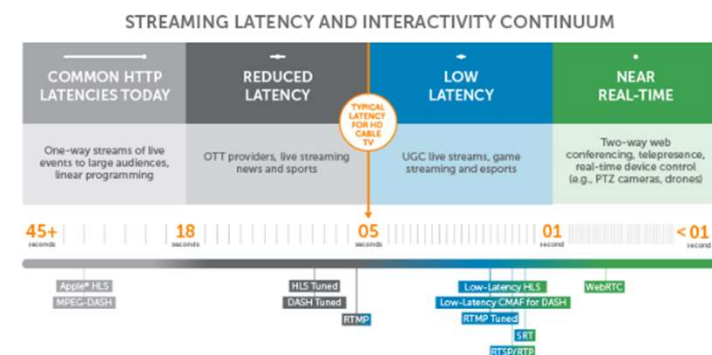 STREAMING LATENCY AND INTERACTIVITY CONTINUUM
COMMON HTTP
LATENCIES TODAY
REDUCED
LATENCY
LOW
LATENCY
NEAR
REAL-TIME
TYPICAL
LATENCY
FOR HD
CABLE
TV
One-way streams of live
events to large audiences,
linear programming
OTT providers, live streaming
news and sports
UGC live streams, game
streaming and esports
Two-way web
conferencing, telepresence,
real-time device control
(e.g., PTZ cameras, drones)
45+
seconds
18
seconds
05
seconds
01
second
< 01
second
Apple® HLS
MPEG-DASH
HLS Tuned
DASH Tuned
RTMP
Low-Latency HLS
Low-Latency CMAF for DASH
RTMP Tuned
SRT
RTSP/RTP
WebRTC